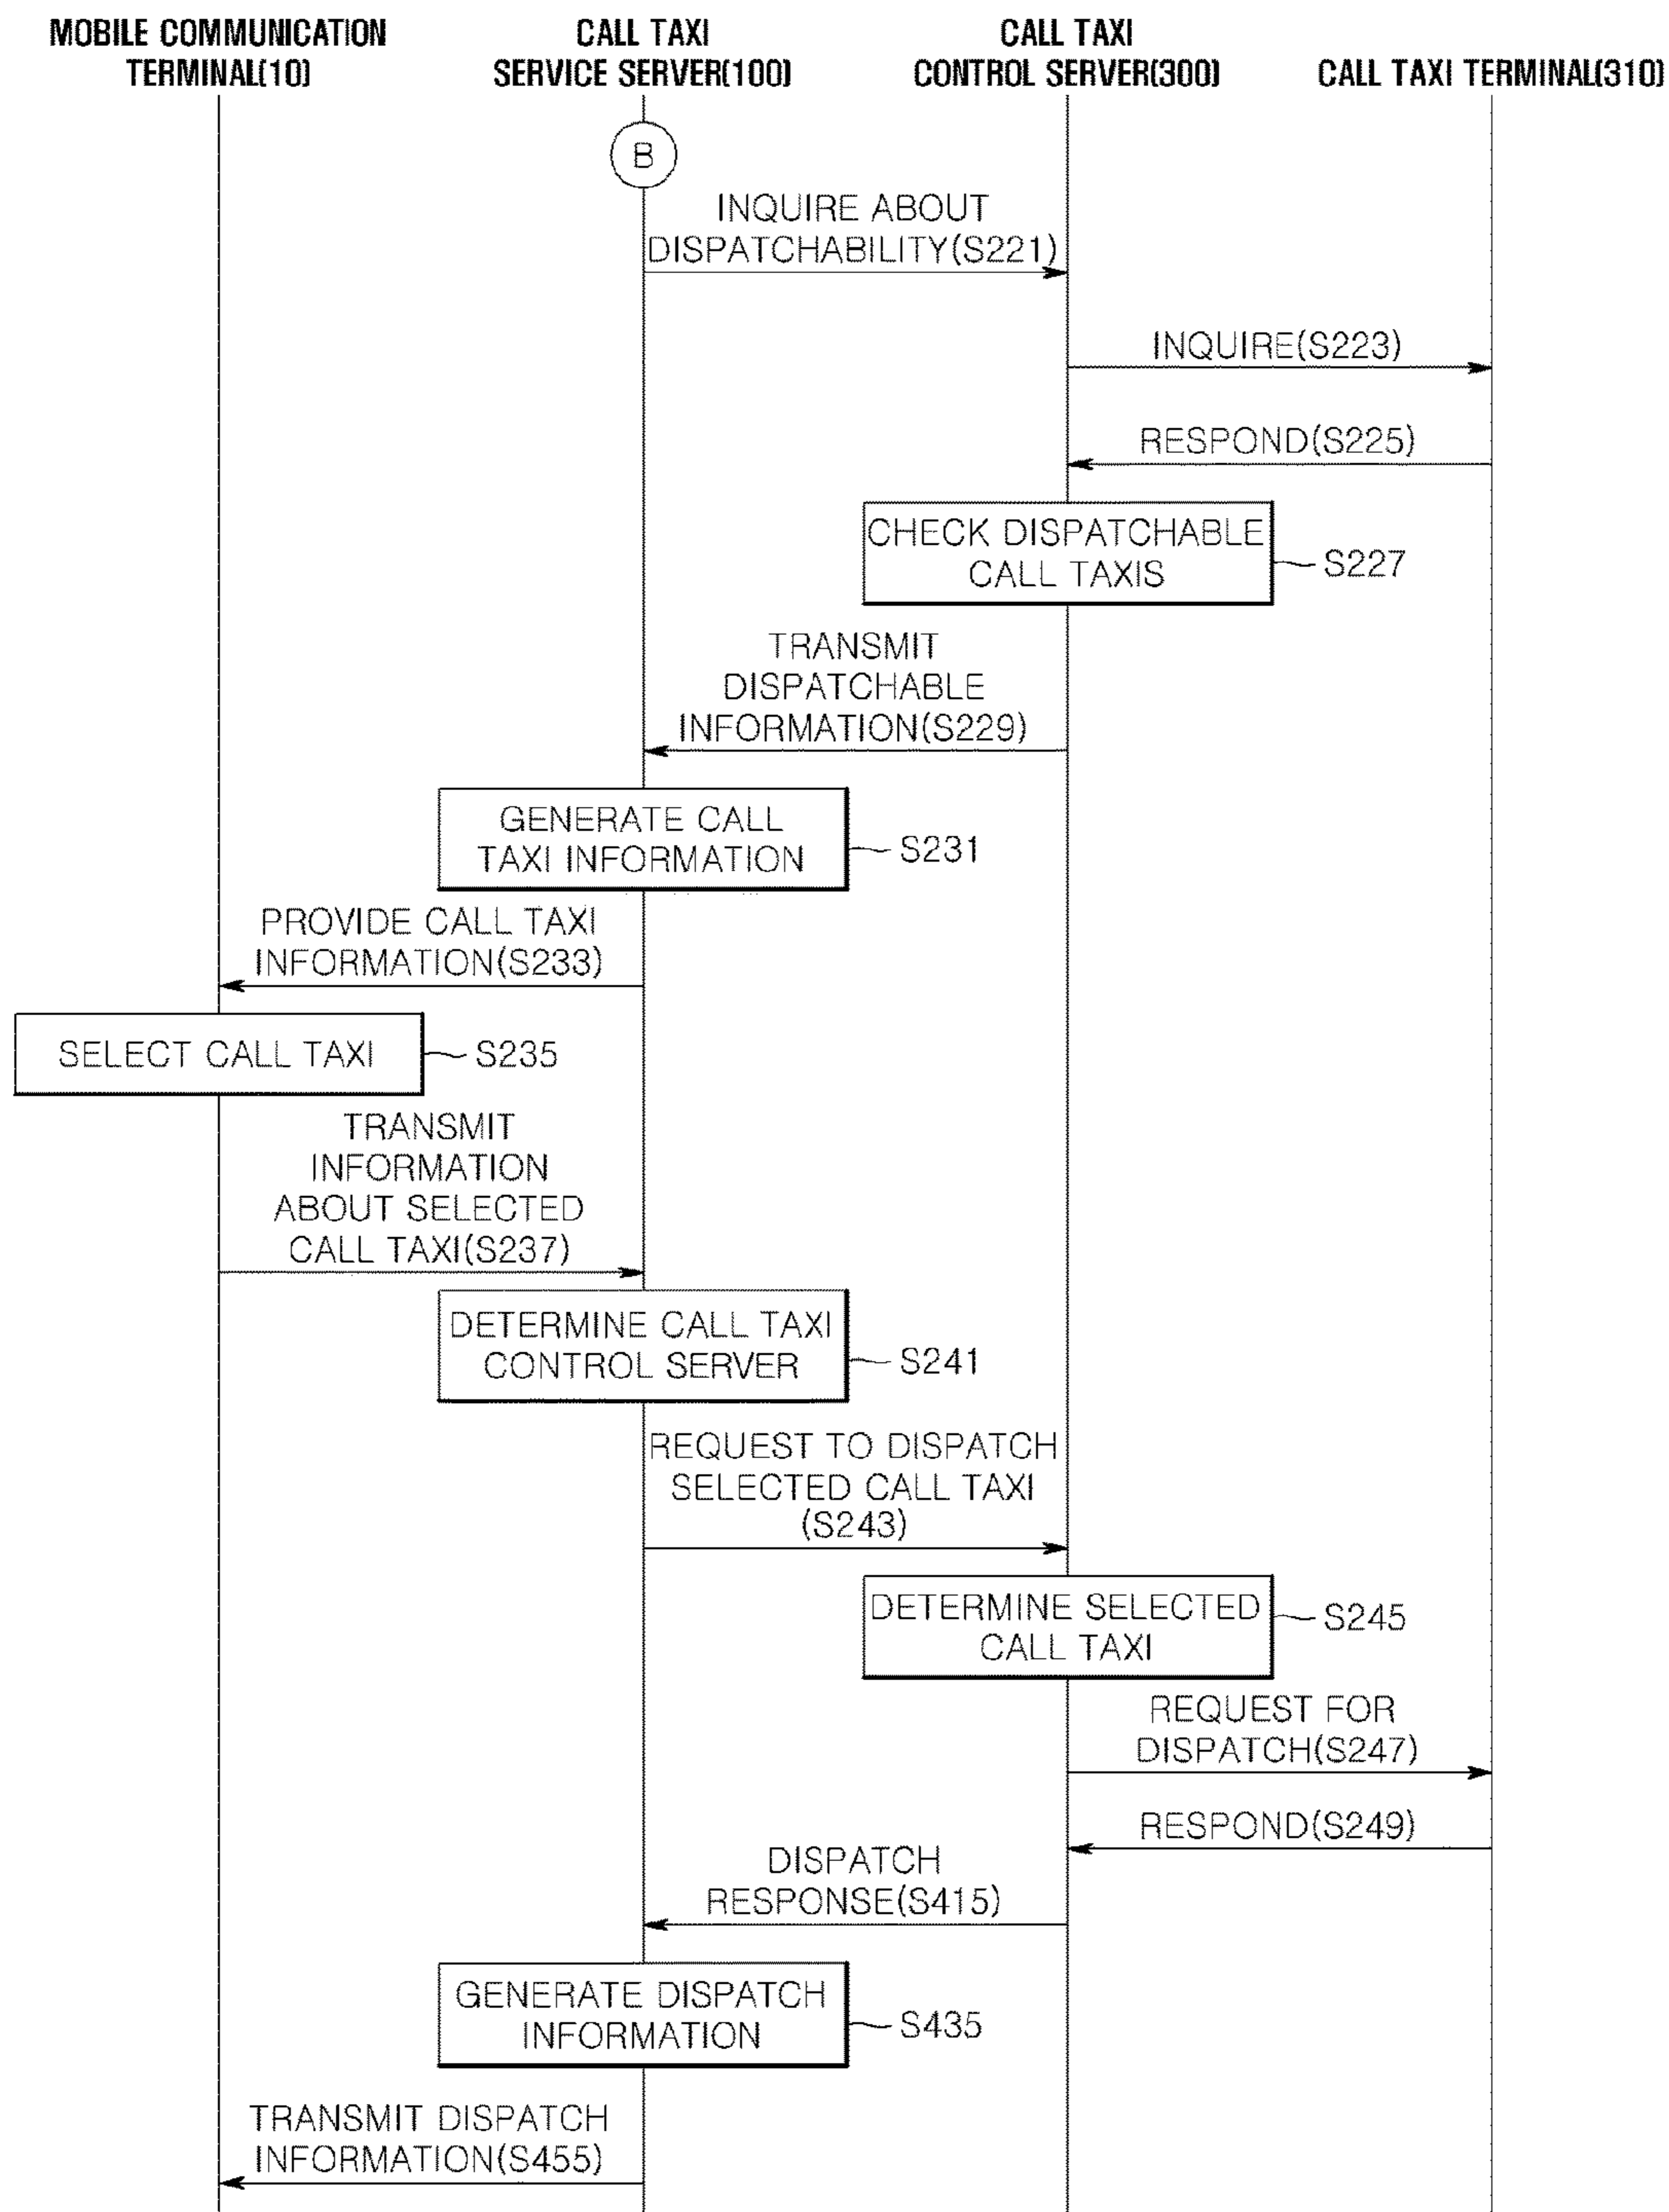 MOBILE COMMUNICATION
TERMINAL(10)
CALL TAXI
SERVICE SERVER(100)
CALL TAXI
CONTROL SERVER(300)
CALL TAXI TERMINAL(310)
B
INQUIRE ABOUT
DISPATCHABILITY(S221)
INQUIRE(S223)
RESPOND(S225)
CHECK DISPATCHABLE
CALL TAXIS
S227
TRANSMIT
DISPATCHABLE
INFORMATION(S229)
GENERATE CALL
TAXI INFORMATION
S231
PROVIDE CALL TAXI
INFORMATION(S233)
SELECT CALL TAXI
S235
TRANSMIT
INFORMATION
ABOUT SELECTED
CALL TAXI(S237)
DETERMINE CALL TAXI
CONTROL SERVER
S241
REQUEST TO DISPATCH
SELECTED CALL TAXI
(S243)
DETERMINE SELECTED
CALL TAXI
S245
REQUEST FOR
DISPATCH(S247)
RESPOND(S249)
DISPATCH
RESPONSE(S415)
GENERATE DISPATCH
INFORMATION
S435
TRANSMIT DISPATCH
INFORMATION(S455)